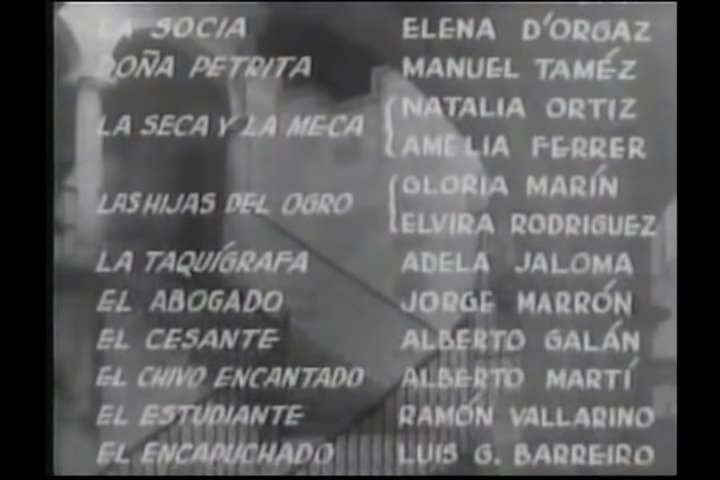 LA SOCIA ELENA D'ORGAZ
DOÑA PETRITA MANUEL TAMÉZ
LA SECA Y LA MECA NATALIA ORTIZ
AMELIA FERRER
LAS HIJAS DEL OGRO GLORIA MARÍN
ELVIRA RODRIGUEZ
LA TAQUÍGRAFA ADELA JALOMA
EL ABOGADO JORGE MARRÓN
EL CESANTE ALBERTO GALÁN
EL CHIVO ENCANTADO ALBERTO MARTÍ
EL ESTUDIANTE RAMÓN VALLARINO
EL ENCAPUCHADO LUIS G. BARREIRO